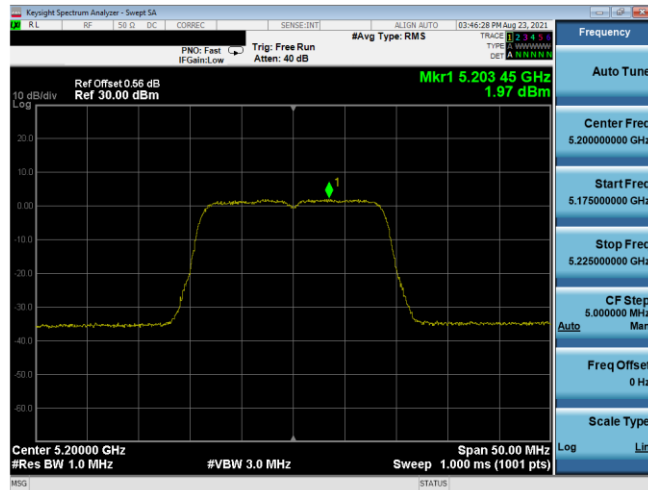 Keysight Spectrum Analyzer - Swept SA
RL RF 50 Ω DC CORREC SENSE:INT ALIGN AUTO 03:46:28 PM Aug 23, 2021
#Avg Type: RMS
TRACE 1 2 3 4 5 6
TYPE A WWWWW
DET A N N N N N
PNO: Fast
IFGain:Low
Trig: Free Run
Atten: 40 dB
Mkr1 5.203 45 GHz
1.97 dBm
Ref Offset 0.56 dB
Ref 30.00 dBm
10 dB/div
Log
20.0
10.0
0.00
-10.0
-20.0
-30.0
-40.0
-50.0
-60.0
1
Center 5.20000 GHz
Span 50.00 MHz
#Res BW 1.0 MHz
#VBW 3.0 MHz
Sweep 1.000 ms (1001 pts)
MSG
STATUS
Frequency
Auto Tune
Center Freq
5.200000000 GHz
Start Freq
5.175000000 GHz
Stop Freq
5.225000000 GHz
CF Step
5.000000 MHz
Auto Man
Freq Offset
0 Hz
Scale Type
Log Lin